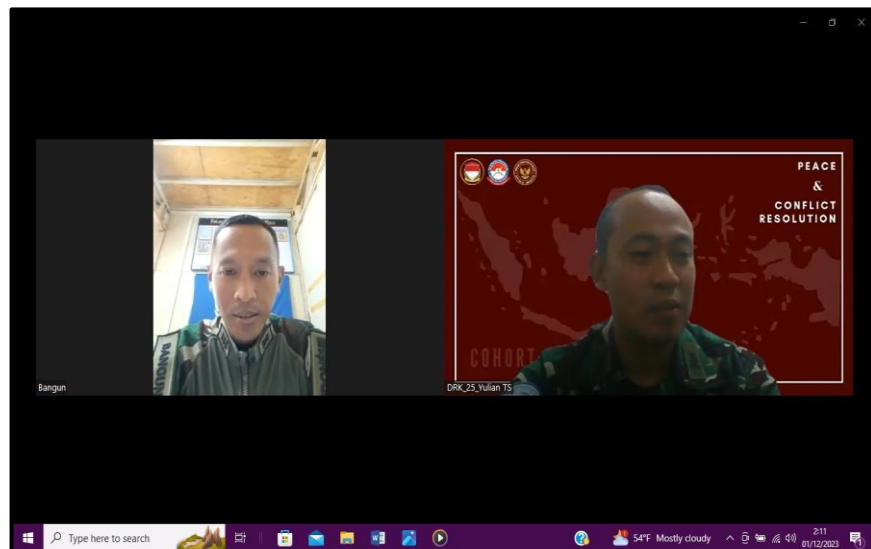 PEACE
&
CONFLICT
RESOLUTION
COHORT
BANGUN
Bangun
DRK_25_Yulian TS
Type here to search
54°F Mostly cloudy
2:11
01/12/2023